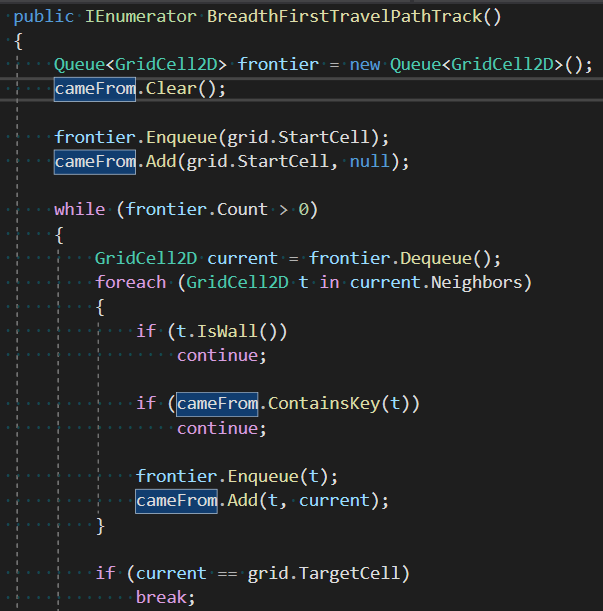 public IEnumerator BreadthFirstTravelPathTrack()
{
Queue<GridCell2D> frontier = new Queue<GridCell2D>();
cameFrom.Clear();
frontier.Enqueue(grid.StartCell);
cameFrom.Add(grid.StartCell, null);
while (frontier.Count > 0)
{
GridCell2D current = frontier.Dequeue();
foreach (GridCell2D t in current.Neighbors)
{
if (t.IsWall())
continue;
if (cameFrom.ContainsKey(t))
continue;
frontier.Enqueue(t);
cameFrom.Add(t, current);
}
if (current == grid.TargetCell)
break;